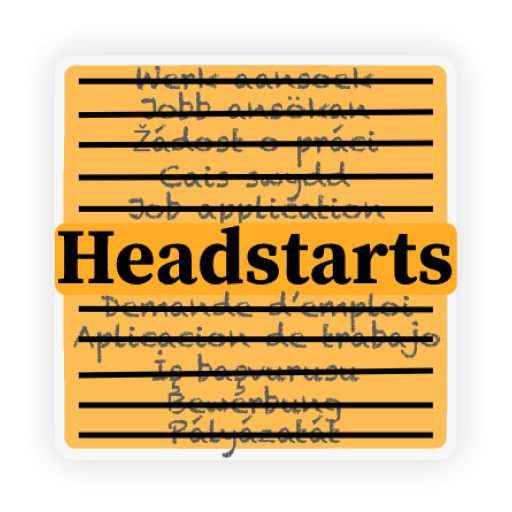 Werk aansoek
Jobb ansökan
Žádost o práci
Cais swydd
Job application
Headstarts
Demande d'emploi
Aplicacion de trabajo
İş başvurusu
Bewerbung
Pályázatát